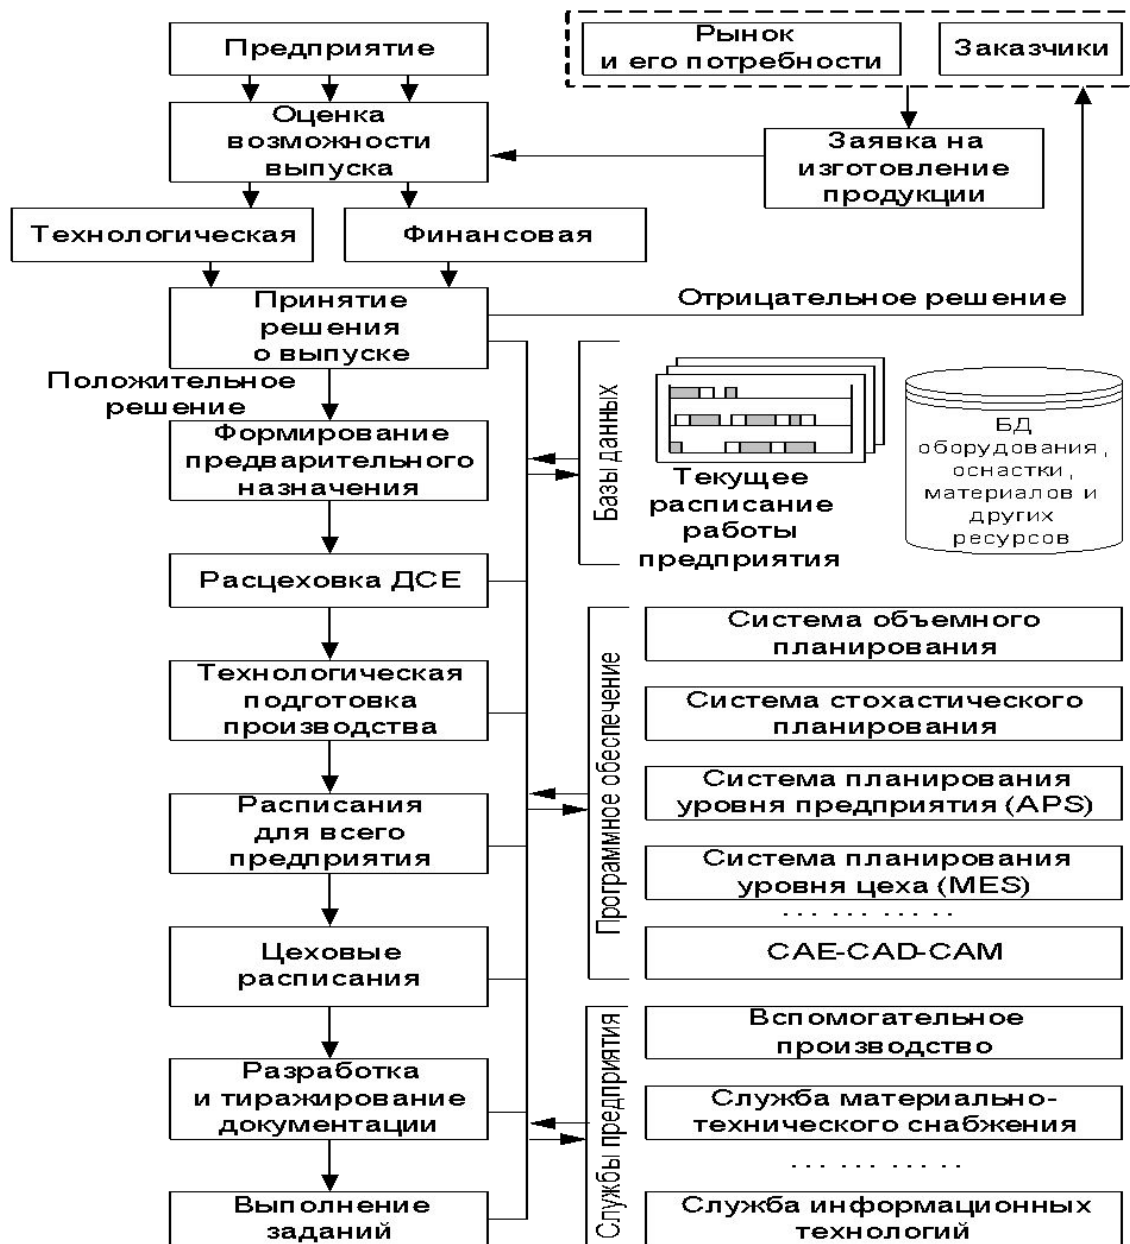 Предприятие
Рынок
и его потребности
Заказчики
Оценка
возможности
выпуска
Заявка на
изготовление
продукции
Технологическая
Финансовая
Принятие
решения
о выпуске
Отрицательное решение
Положительное
решение
Формирование
предварительного
назначения
Расцеховка ДСЕ
Технологическая
подготовка
производства
Расписания
для всего
предприятия
Цеховые
расписания
Разработка
и тиражирование
документации
Выполнение
заданий
Базы данных
Текущее
расписание
работы
предприятия
БД
оборудования,
оснастки,
материалов и
других
ресурсов
Программное обеспечение
Система объемного
планирования
Система стохастического
планирования
Система планирования
уровня предприятия (APS)
Система планирования
уровня цеха (MES)
... ... ... .. ..
CAE-CAD-CAM
Службы предприятия
Вспомогательное
производство
Служба материально-
технического снабжения
... ... ... .. ..
Служба информационных
технологий